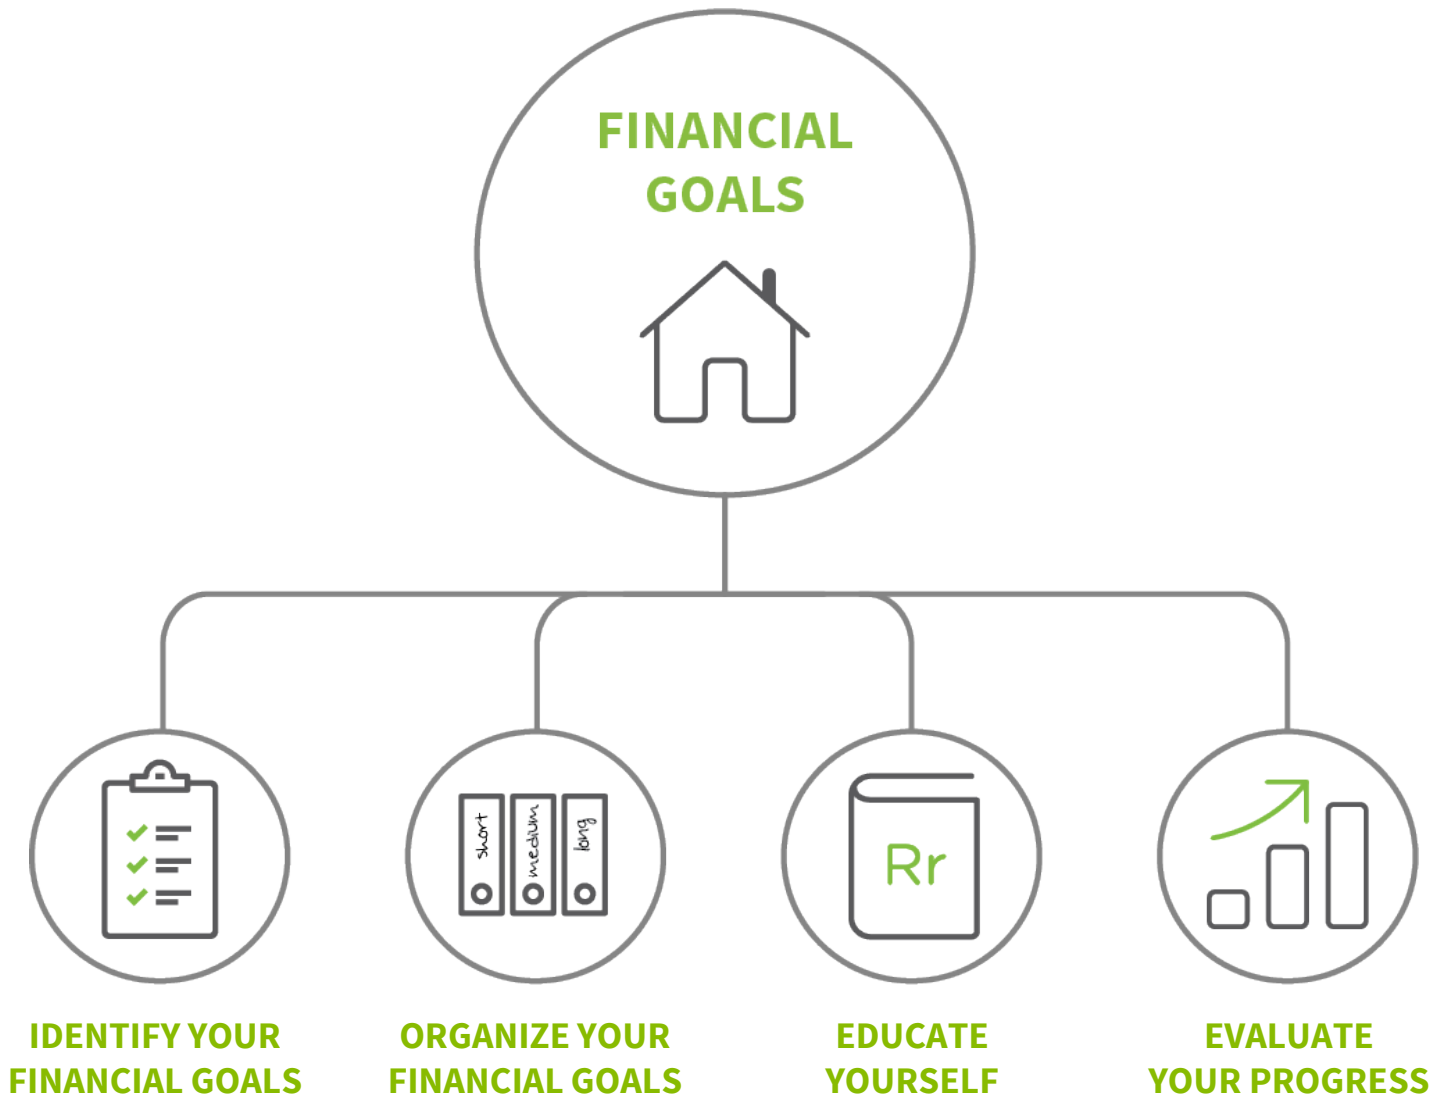 FINANCIAL
GOALS
short
medium
long
Rr
IDENTIFY YOUR
FINANCIAL GOALS
ORGANIZE YOUR
FINANCIAL GOALS
EDUCATE
YOURSELF
EVALUATE
YOUR PROGRESS